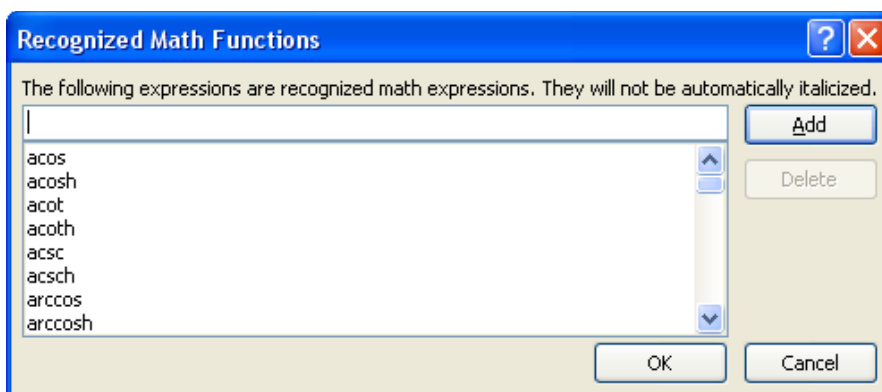 Recognized Math Functions
The following expressions are recognized math expressions. They will not be automatically italicized.
Add
acos
acosh
acot
acoth
acsc
acsch
arccos
arccosh
Delete
OK
Cancel